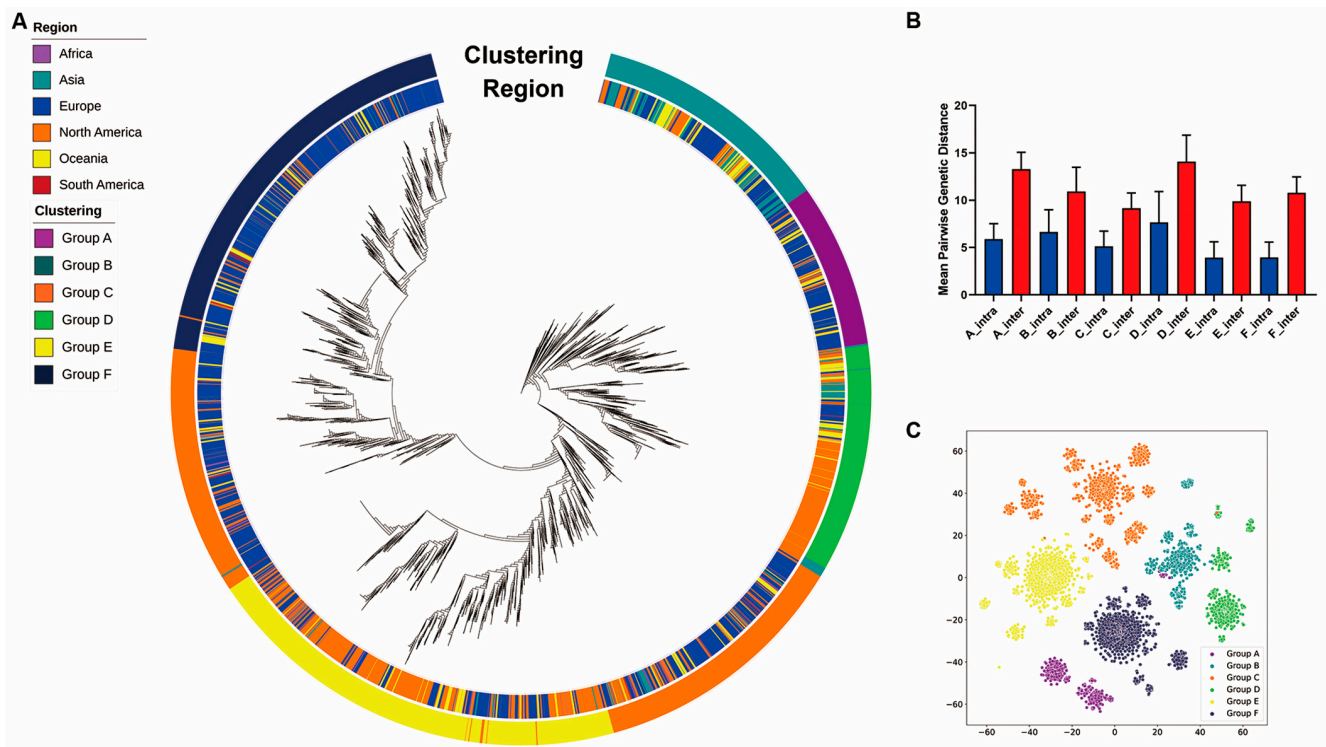 A
Region
Africa
Asia
Europe
North America
Oceania
South America
Clustering
Group A
Group B
Group C
Group D
Group E
Group F
Clustering
Region
B
Mean Pairwise Genetic Distance
20
15
10
5
0
A_intra
A_inter
B_intra
B_inter
C_intra
C_inter
D_intra
D_inter
E_intra
E_inter
F_intra
F_inter
C
60
40
20
0
−20
−40
−60
−60
−40
−20
0
20
40
60
Group A
Group B
Group C
Group D
Group E
Group F